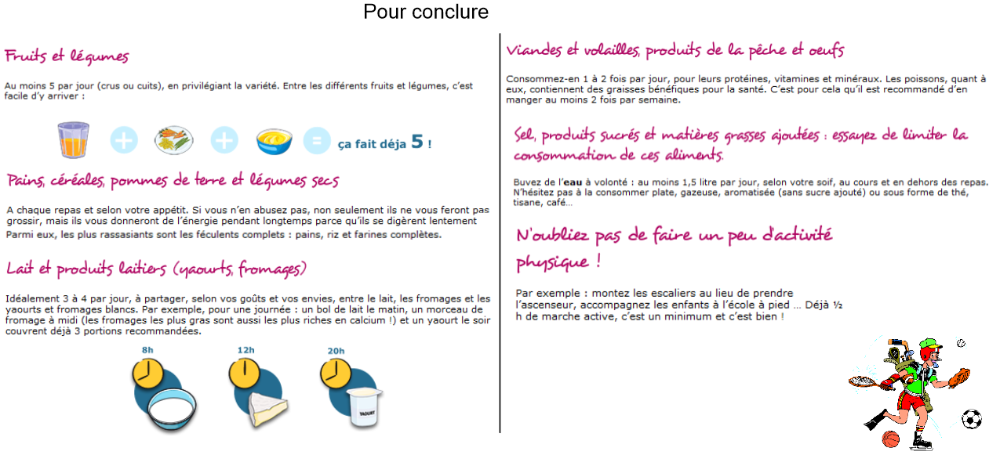 Pour conclure
Fruits et légumes
Au moins 5 par jour (crus ou cuits), en privilégiant la variété. Entre les différents fruits et légumes, c’est
facile d’y arriver :
ça fait déja 5 !
Pains, céréales, pommes de terre et légumes secs
A chaque repas et selon votre appétit. Si vous n’en abusez pas, non seulement ils ne vous feront pas
grossir, mais ils vous donneront de l’énergie pendant longtemps parce qu’ils se digèrent lentement
Parmi eux, les plus rassasiants sont les féculents complets : pains, riz et farines complètes.
Lait et produits laitiers (yaourts, fromages)
Idéalement 3 à 4 par jour, à partager, selon vos goûts et vos envies, entre le lait, les fromages et les
yaourts et fromages blancs. Par exemple, pour une journée : un bol de lait le matin, un morceau de
fromage à midi (les fromages les plus gras sont aussi les plus riches en calcium !) et un yaourt le soir
couvrent déjà 3 portions recommandées.
8h 12h 20h
YAOURT
Viandes et volailles, produits de la pêche et oeufs
Consommez-en 1 à 2 fois par jour, pour leurs protéines, vitamines et minéraux. Les poissons, quant à
eux, contiennent des graisses bénéfiques pour la santé. C’est pour cela qu’il est recommandé d’en
manger au moins 2 fois par semaine.
Sel, produits sucrés et matières grasses ajoutées : essayez de limiter la
consommation de ces aliments.
Buvez de l’eau à volonté : au moins 1,5 litre par jour, selon votre soif, au cours et en dehors des repas.
N’hésitez pas à la consommer plate, gazeuse, aromatisée (sans sucre ajouté) ou sous forme de thé,
tisane, café...
N’oubliez pas de faire un peu d’activité
physique !
Par exemple : montez les escaliers au lieu de prendre
l’ascenseur, accompagnez les enfants à l’école à pied ... Déjà ½
h de marche active, c’est un minimum et c’est bien !